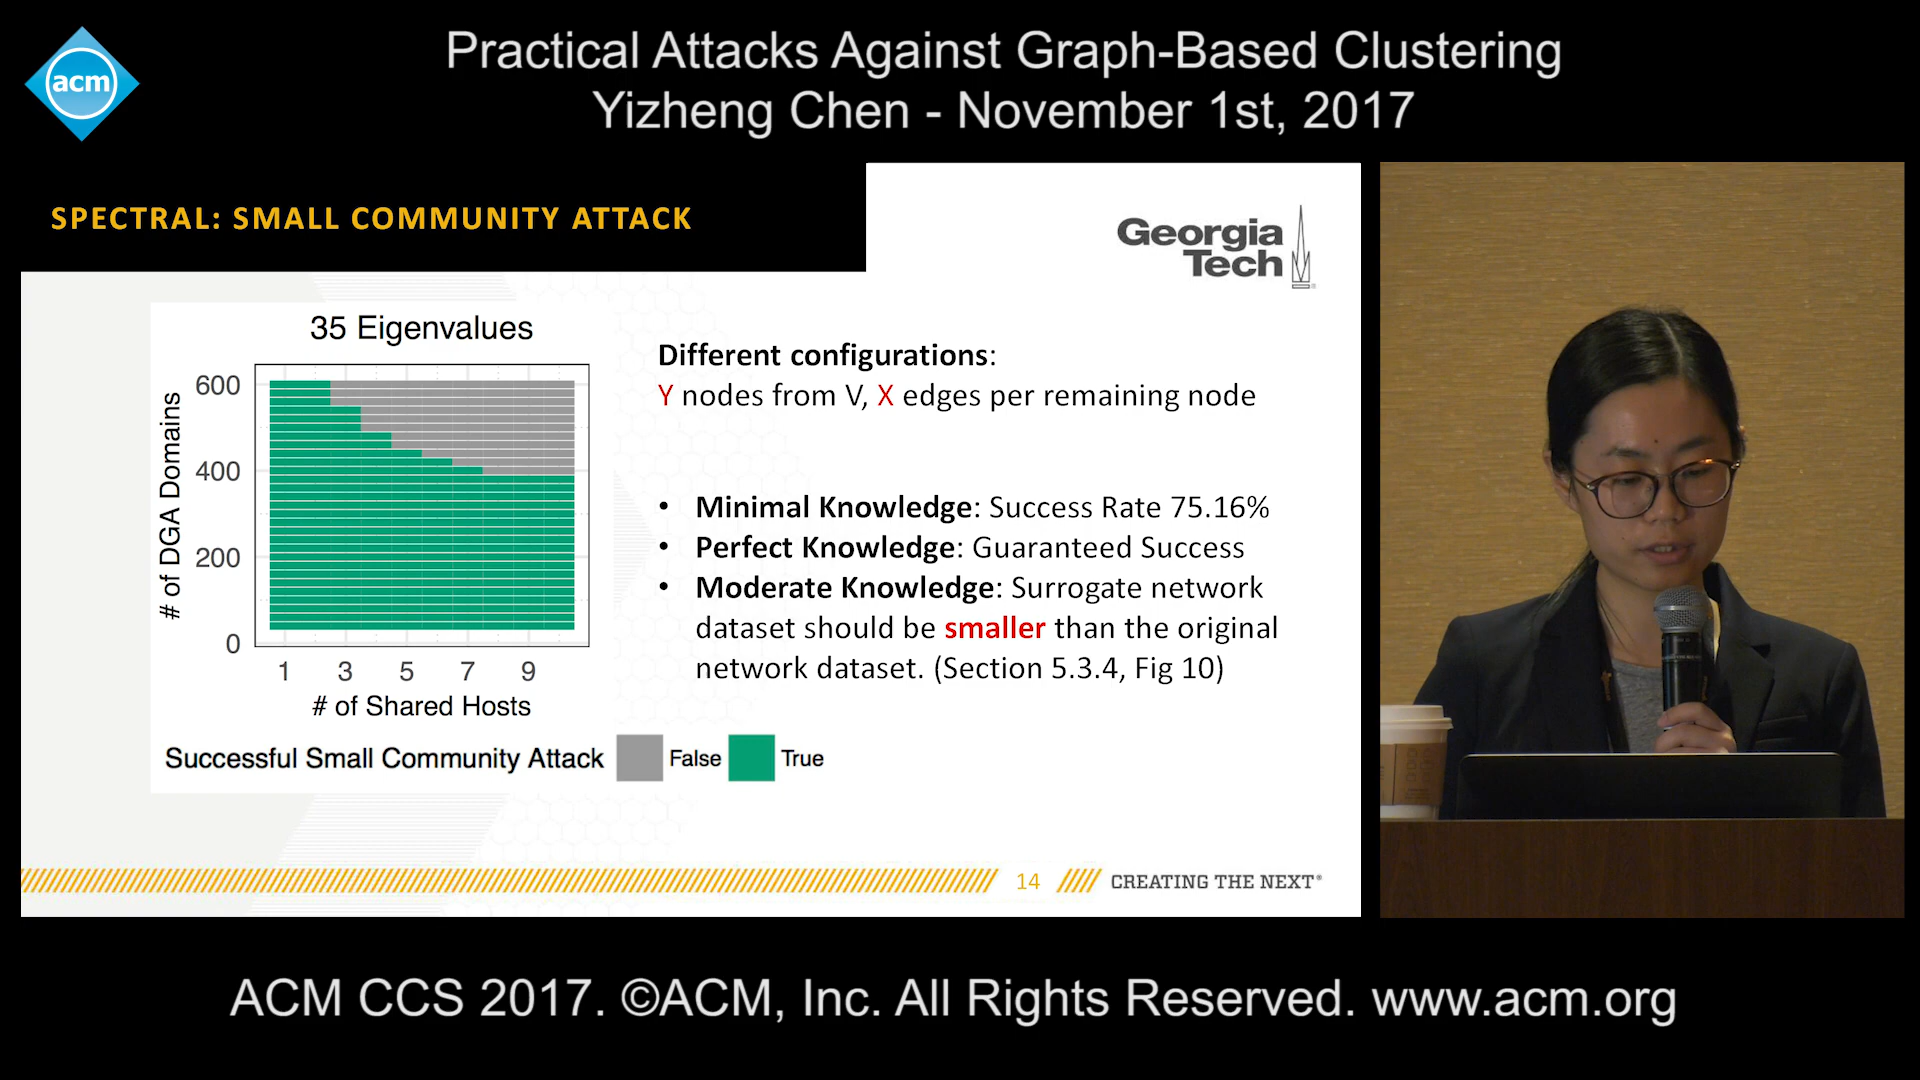 acm
Practical Attacks Against Graph-Based Clustering
Yizheng Chen - November 1st, 2017
SPECTRAL: SMALL COMMUNITY ATTACK
Georgia
Tech
35 Eigenvalues
600
400
200
0
# of DGA Domains
1 3 5 7 9
# of Shared Hosts
Successful Small Community Attack False True
Different configurations:
Y nodes from V, X edges per remaining node
• Minimal Knowledge: Success Rate 75.16%
• Perfect Knowledge: Guaranteed Success
• Moderate Knowledge: Surrogate network
dataset should be smaller than the original
network dataset. (Section 5.3.4, Fig 10)
14
CREATING THE NEXT®
ACM CCS 2017. ©ACM, Inc. All Rights Reserved. www.acm.org